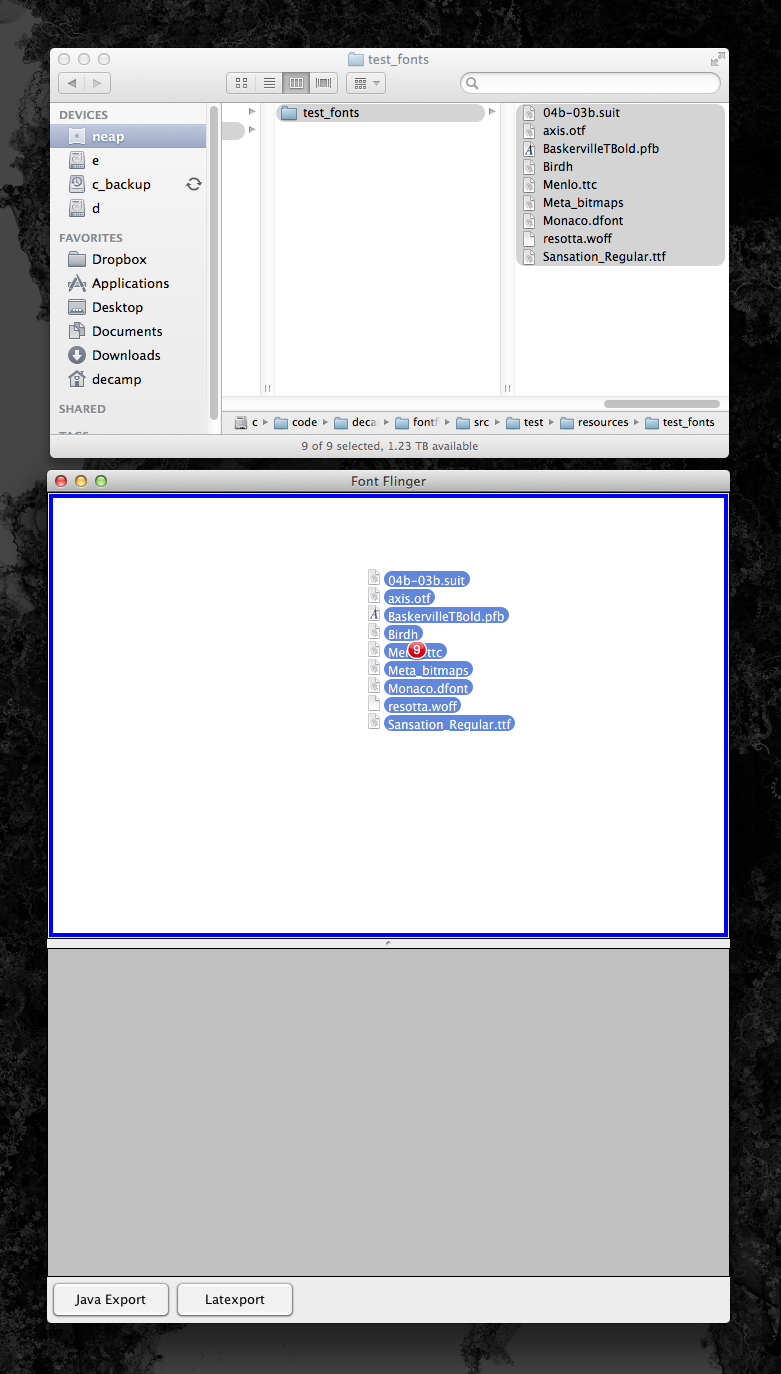 test_fonts
DEVICES
neap
e
c_backup
d
FAVORITES
Dropbox
Applications
Desktop
Documents
Downloads
decamp
SHARED
test_fonts
04b-03b.suit
axis.otf
BaskervilleTBold.pfb
Birdh
Menlo.ttc
Meta_bitmaps
Monaco.dfont
resotta.woff
Sansation_Regular.ttf
c code deca fontf src test resources test_fonts
9 of 9 selected, 1.23 TB available
Font Flinger
04b-03b.suit
axis.otf
BaskervilleTBold.pfb
Birdh
9
Monaco.dfont
Meta_bitmaps
resotta.woff
Sansation_Regular.ttf
Java Export
Latexport